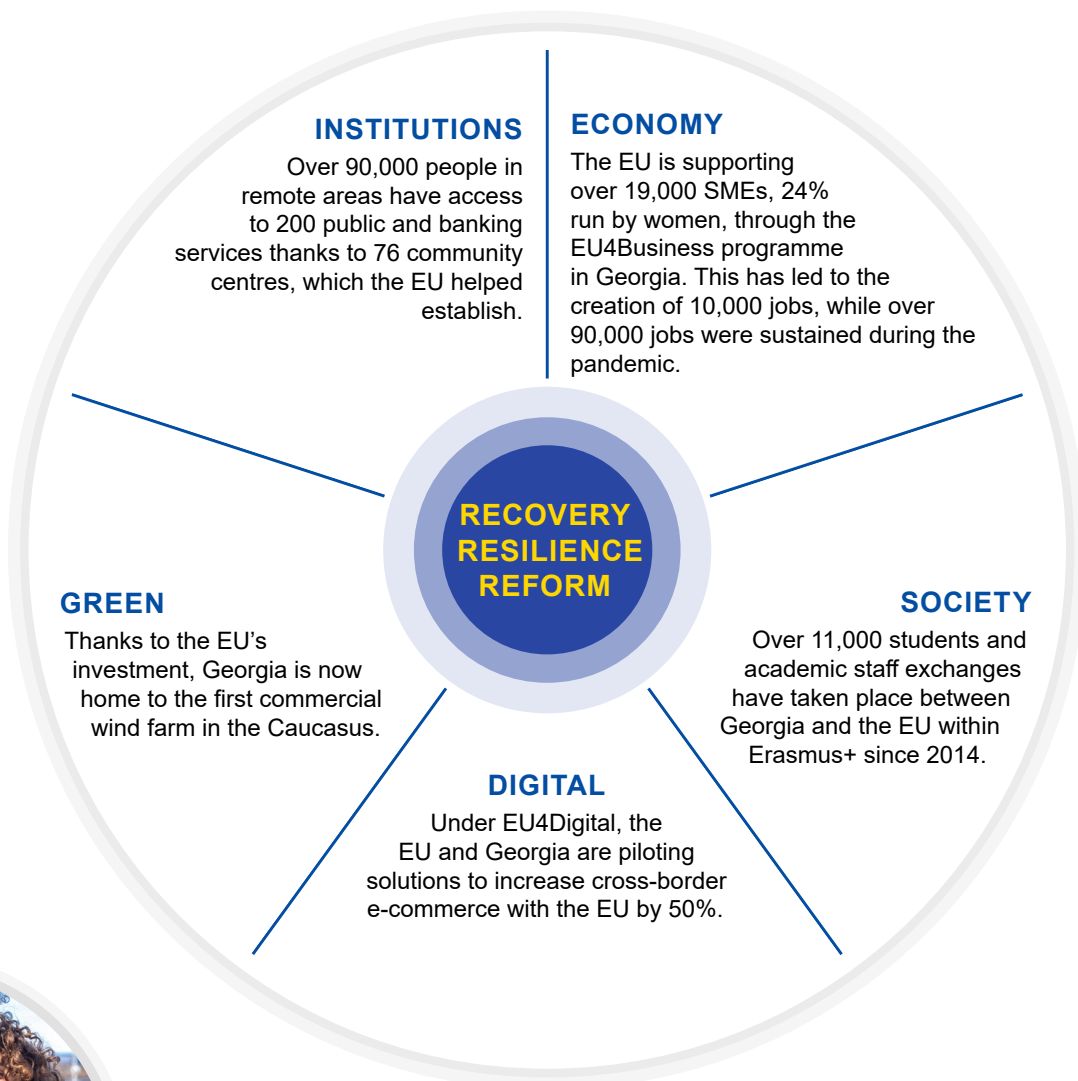 INSTITUTIONS
Over 90,000 people in
remote areas have access
to 200 public and banking
services thanks to 76 community
centres, which the EU helped
establish.
ECONOMY
The EU is supporting
over 19,000 SMEs, 24%
run by women, through the
EU4Business programme
in Georgia. This has led to the
creation of 10,000 jobs, while over
90,000 jobs were sustained during the
pandemic.
RECOVERY
RESILIENCE
REFORM
GREEN
Thanks to the EU’s
investment, Georgia is now
home to the first commercial
wind farm in the Caucasus.
SOCIETY
Over 11,000 students and
academic staff exchanges
have taken place between
Georgia and the EU within
Erasmus+ since 2014.
DIGITAL
Under EU4Digital, the
EU and Georgia are piloting
solutions to increase cross-border
e-commerce with the EU by 50%.